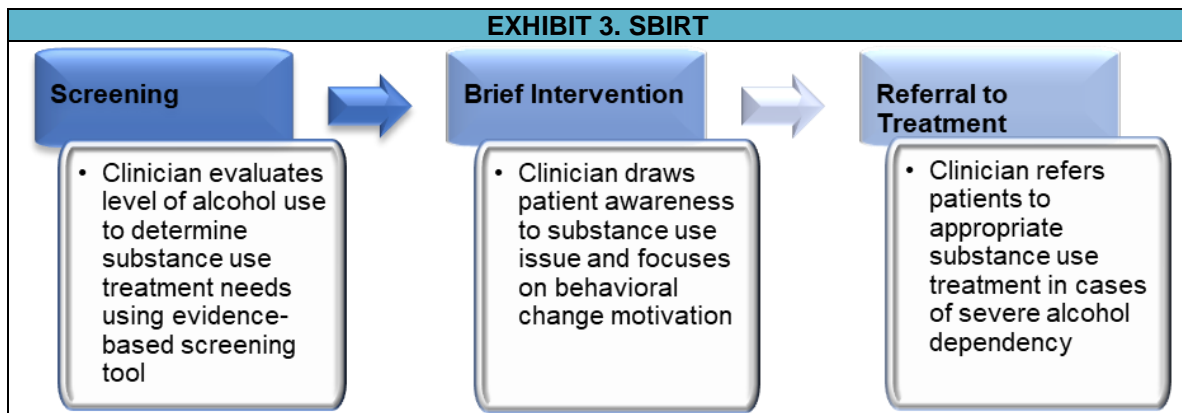 EXHIBIT 3. SBIRT
Screening
• Clinician evaluates
level of alcohol use
to determine
substance use
treatment needs
using evidence-
based screening
tool
Brief Intervention
• Clinician draws
patient awareness
to substance use
issue and focuses
on behavioral
change motivation
Referral to
Treatment
• Clinician refers
patients to
appropriate
substance use
treatment in cases
of severe alcohol
dependency